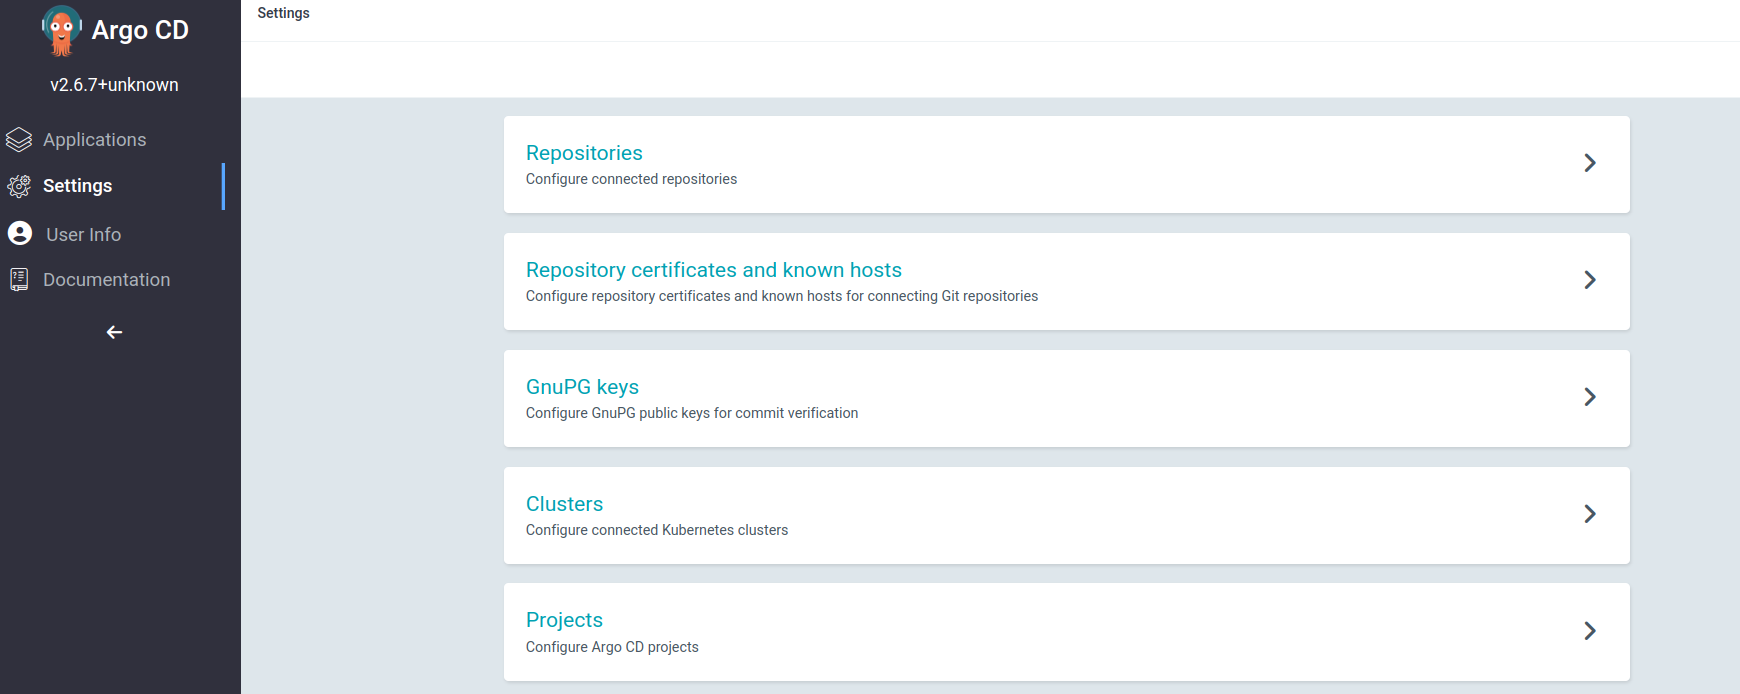 Argo CD
v2.6.7+unknown
Applications
Settings
User Info
Documentation
Settings
Repositories
Configure connected repositories
Repository certificates and known hosts
Configure repository certificates and known hosts for connecting Git repositories
GnuPG keys
Configure GnuPG public keys for commit verification
Clusters
Configure connected Kubernetes clusters
Projects
Configure Argo CD projects